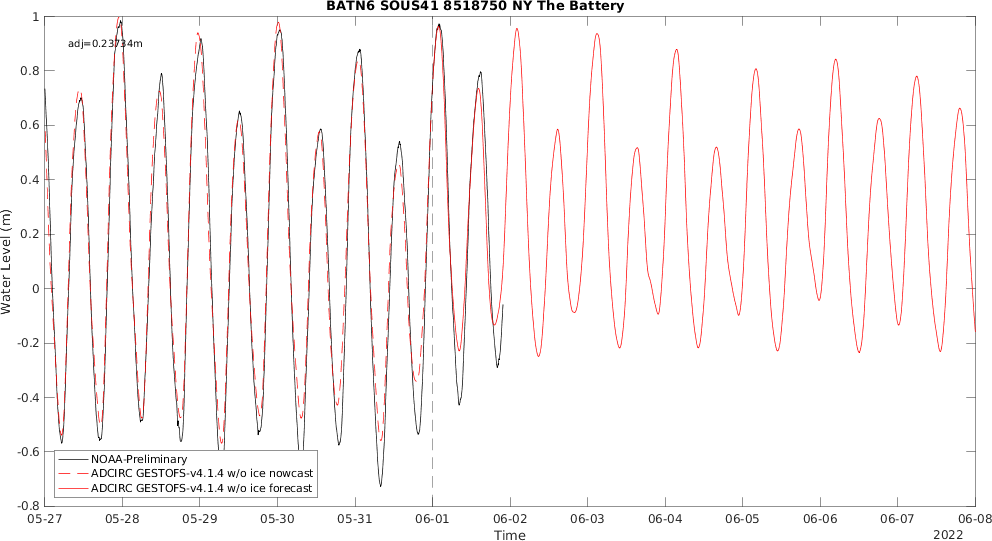 BATN6 SOUS41 8518750 NY The Battery
adj=0.23734m
Water Level (m)
1
0.8
0.6
0.4
0.2
0
-0.2
-0.4
-0.6
-0.8
NOAA-Preliminary
ADCIRC GESTOFS-v4.1.4 w/o ice nowcast
ADCIRC GESTOFS-v4.1.4 w/o ice forecast
05-27 05-28 05-29 05-30 05-31 06-01 06-02 06-03 06-04 06-05 06-06 06-07 06-08
Time
2022